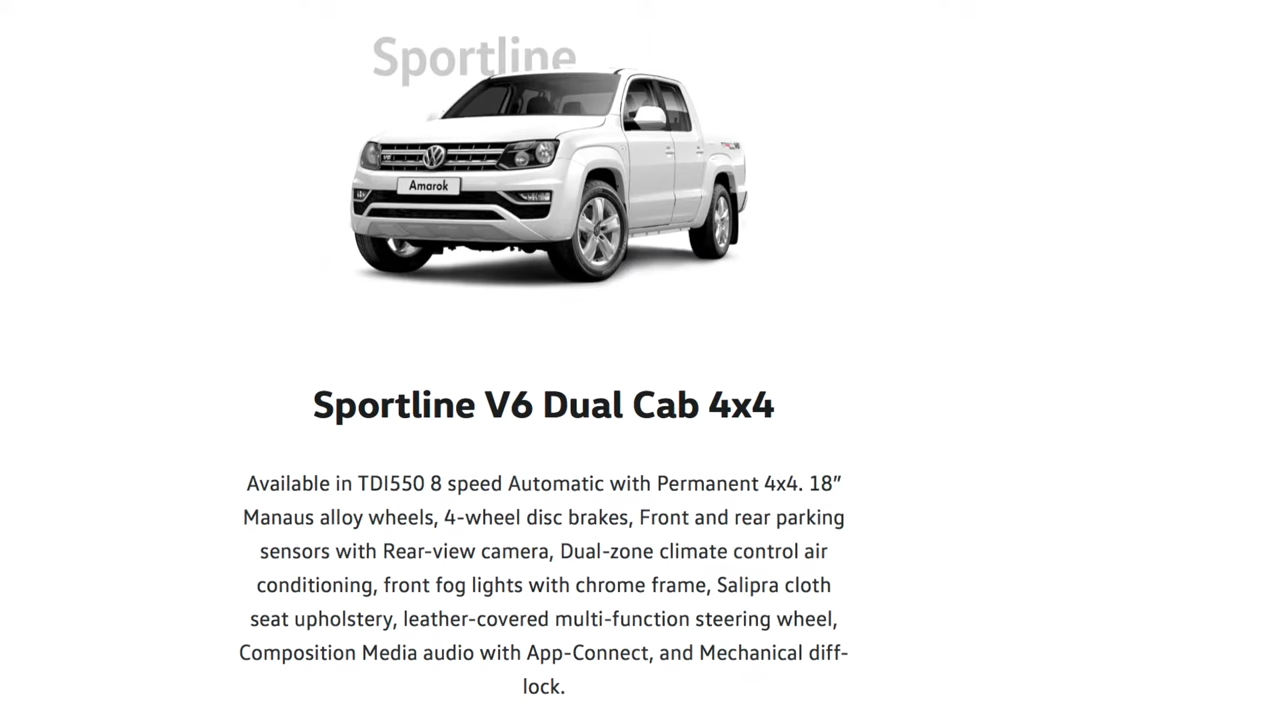 Sportline
V6
Amarok
Sportline V6 Dual Cab 4x4
Available in TDI550 8 speed Automatic with Permanent 4x4. 18”
Manaus alloy wheels, 4-wheel disc brakes, Front and rear parking
sensors with Rear-view camera, Dual-zone climate control air
conditioning, front fog lights with chrome frame, Salipra cloth
seat upholstery, leather-covered multi-function steering wheel,
Composition Media audio with App-Connect, and Mechanical diff-
lock.